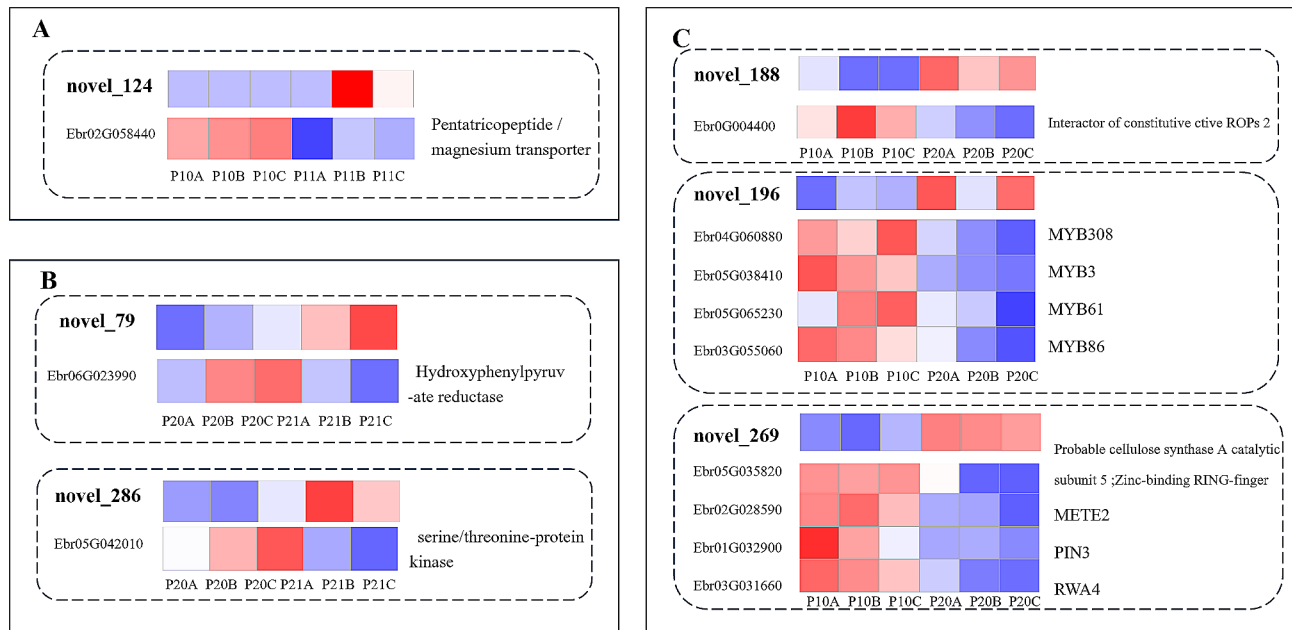 A
novel_124
Ebr02G058440
Pentatricopeptide /
magnesium transporter
P10A P10B P10C P11A P11B P11C
B
novel_79
Ebr06G023990
Hydroxyphenylpyruv
-ate reductase
P20A P20B P20C P21A P21B P21C
novel_286
Ebr05G042010
serine/threonine-protein
kinase
P20A P20B P20C P21A P21B P21C
C
novel_188
Ebr0G004400
Interactor of constitutive ctive ROPs 2
P10A P10B P10C P20A P20B P20C
novel_196
Ebr04G060880 MYB308
Ebr05G038410 MYB3
Ebr05G065230 MYB61
Ebr03G055060 MYB86
P10A P10B P10C P20A P20B P20C
novel_269
Probable cellulose synthase A catalytic
Ebr05G035820 subunit 5 ;Zinc-binding RING-finger
Ebr02G028590 METE2
Ebr01G032900 PIN3
Ebr03G031660 RWA4
P10A P10B P10C P20A P20B P20C